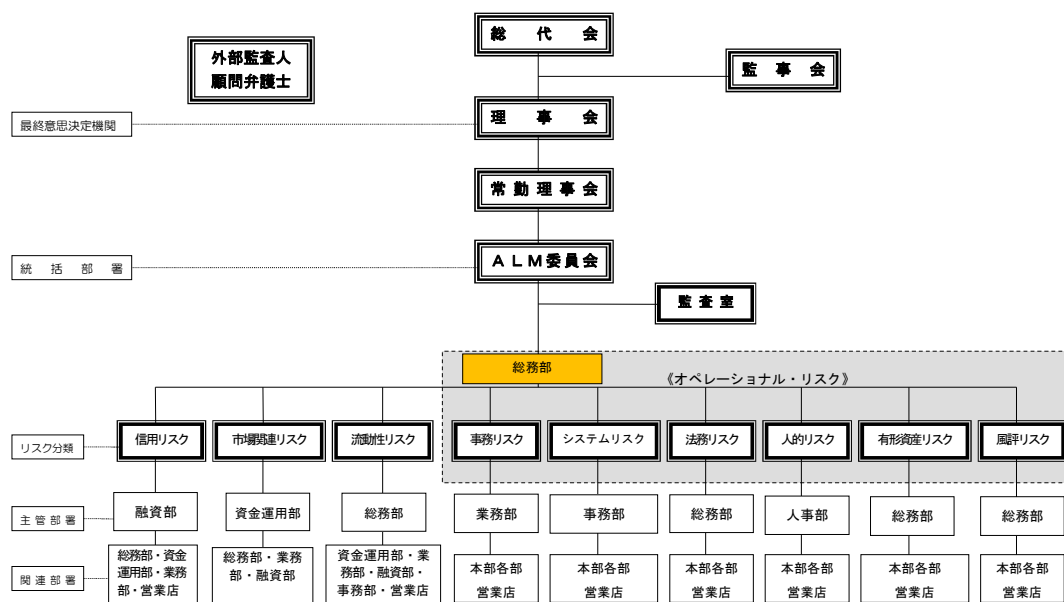 総代会
外部監査人
顧問弁護士
監事会
最終意思決定機関
理事会
常勤理事会
統括部署
ALM委員会
監査室
総務部
《オペレーショナル・リスク》
リスク分類
信用リスク
市場関連リスク
流動性リスク
事務リスク
システムリスク
法務リスク
人的リスク
有形資産リスク
風評リスク
主管部署
融資部
資金運用部
総務部
業務部
事務部
総務部
人事部
総務部
総務部
関連部署
総務部・資金
運用部・業務
部・営業店
総務部・業務
部・融資部
資金運用部・業
務部・融資部・
事務部・営業店
本部各部
営業店
本部各部
営業店
本部各部
営業店
本部各部
営業店
本部各部
営業店
本部各部
営業店